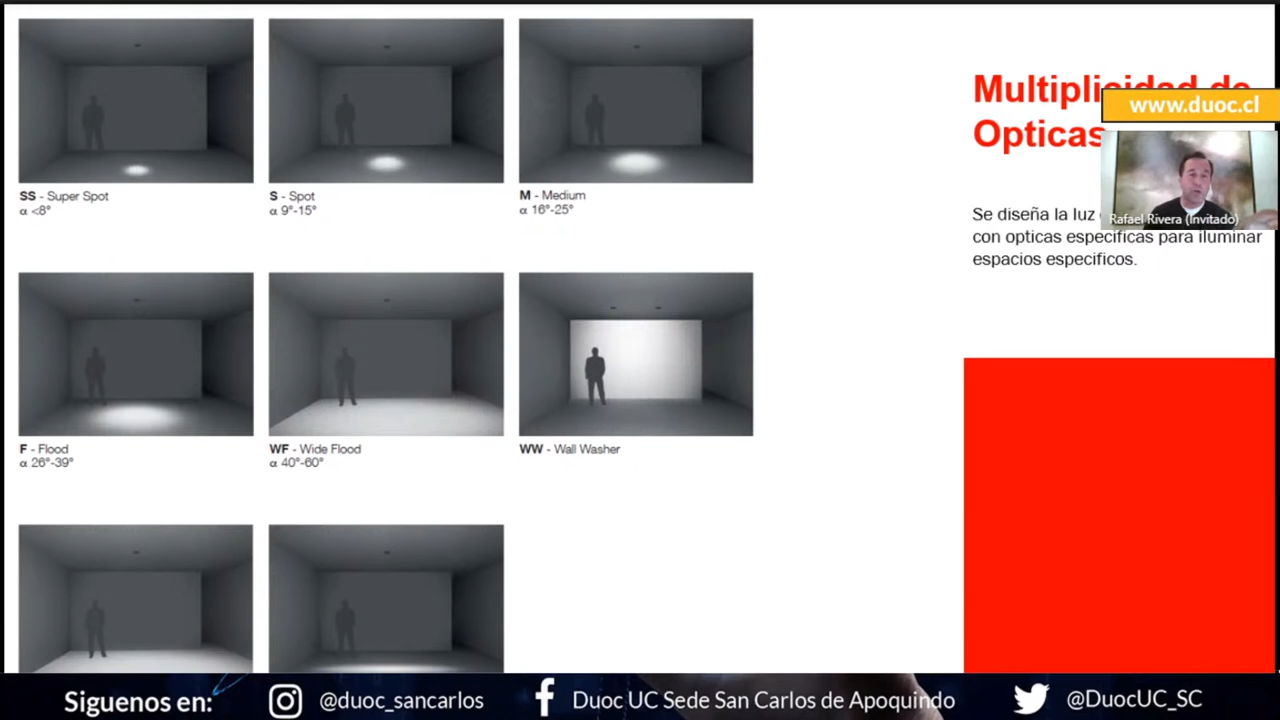 SS - Super Spot
α <8°
S - Spot
α 9°-15°
M - Medium
α 16°-25°
F - Flood
α 26°-39°
WF - Wide Flood
α 40°-60°
WW - Wall Washer
Multiplicidad de
Opticas
www.duoc.cl
Rafael Rivera (Invitado)
Se diseña la luz
con opticas especificas para iluminar
espacios especificos.
Siguenos en:
@duoc_sancarlos
Duoc UC Sede San Carlos de Apoquindo
@DuocUC_SC